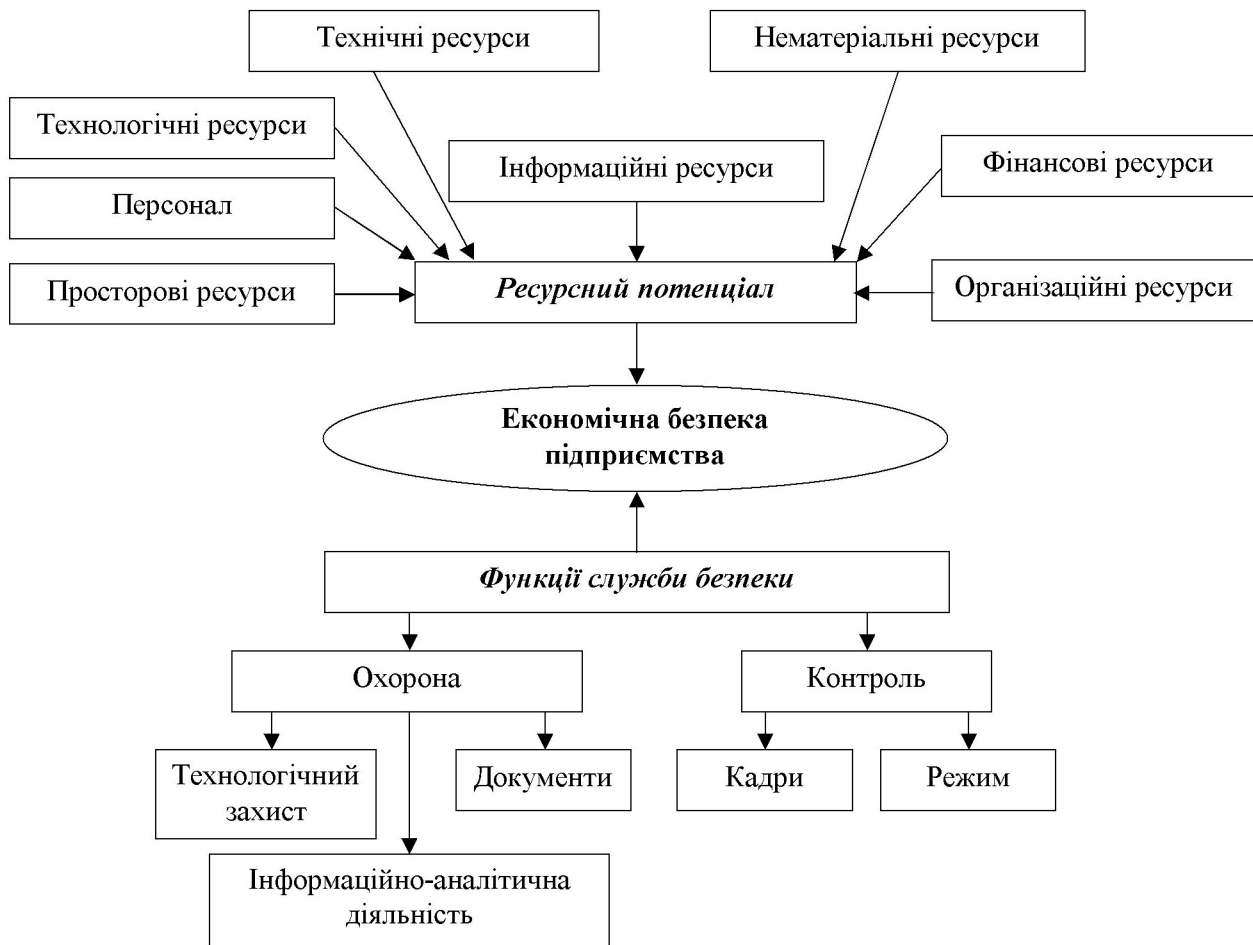 Технічні ресурси
Нематеріальні ресурси
Технологічні ресурси
Інформаційні ресурси
Фінансові ресурси
Персонал
Просторові ресурси
Ресурсний потенціал
Організаційні ресурси
Економічна безпека
підприємства
Функції служби безпеки
Охорона
Контроль
Технологічний
захист
Документи
Кадри
Режим
Інформаційно-аналітична
діяльність